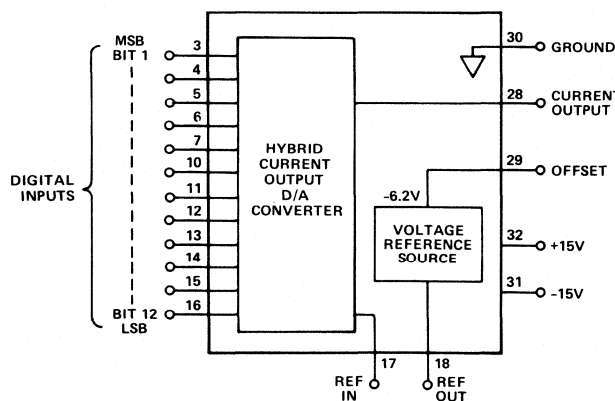 MSB
BIT 1
3
4
5
6
7
10
11
12
13
14
15
16
BIT 12
LSB
DIGITAL
INPUTS
HYBRID
CURRENT
OUTPUT
D/A
CONVERTER
30
GROUND
28
CURRENT
OUTPUT
29
OFFSET
–6.2V
VOLTAGE
REFERENCE
SOURCE
32
+15V
31
–15V
17
18
REF
IN
REF
OUT